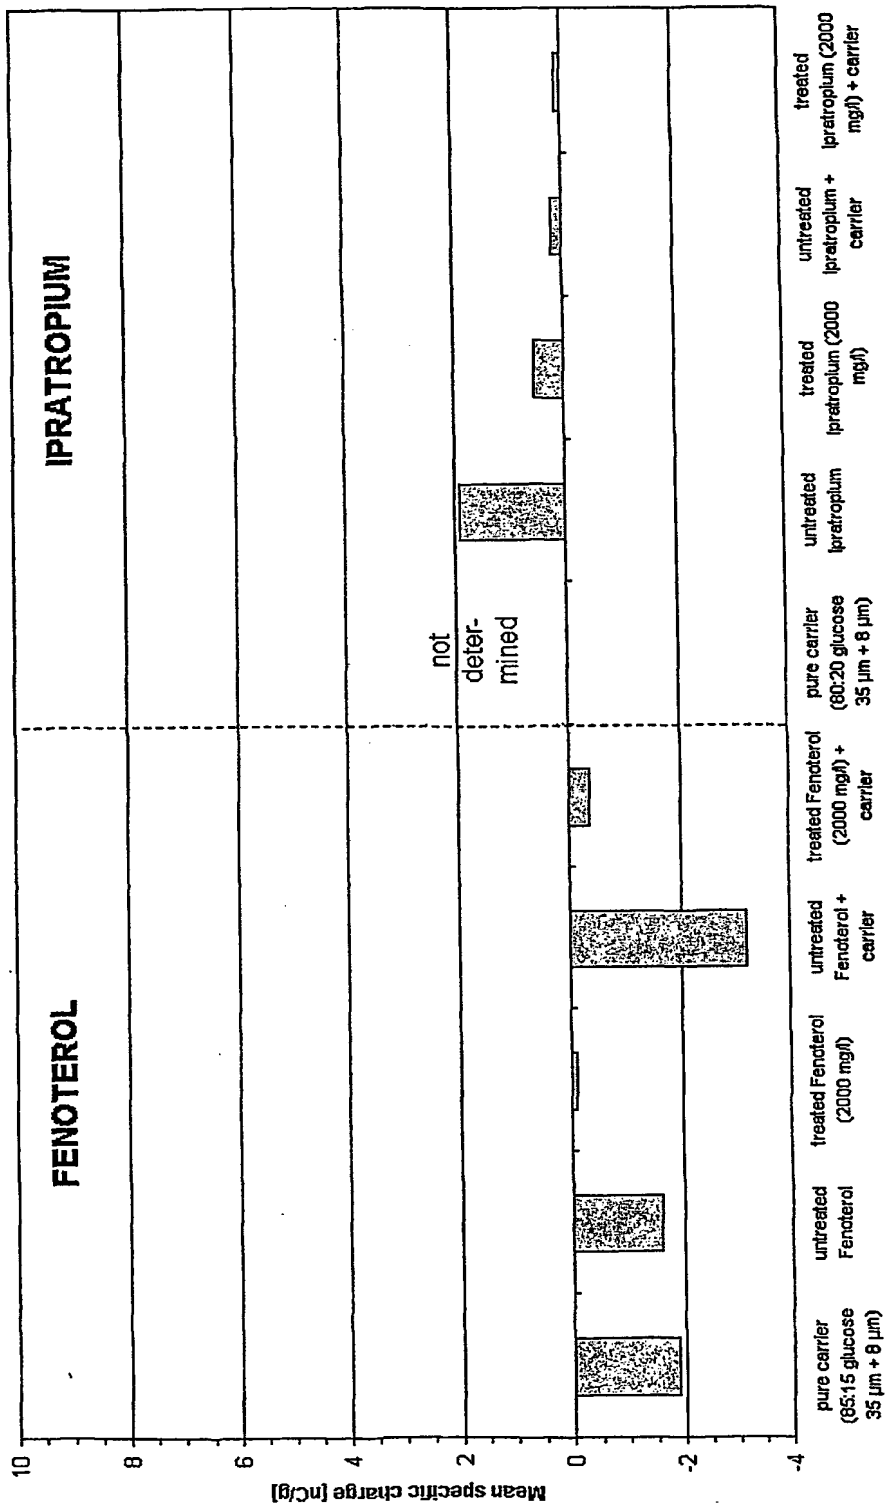 FENOTEROL
IPRATROPIUM
Mean specific charge [nC/g]
10
8
6
4
2
0
-2
-4
not
deter-
mined
pure carrier
(85:15 glucose
35 µm + 8 µm)
untreated
Fenoterol
treated Fenoterol
(2000 mg/l)
untreated
Fenoterol +
carrier
treated Fenoterol
(2000 mg/l) +
carrier
pure carrier
(80:20 glucose
35 µm + 8 µm)
untreated
Ipratropium
treated
Ipratropium (2000
mg/l)
untreated
Ipratropium +
carrier
treated
Ipratropium (2000
mg/l) + carrier